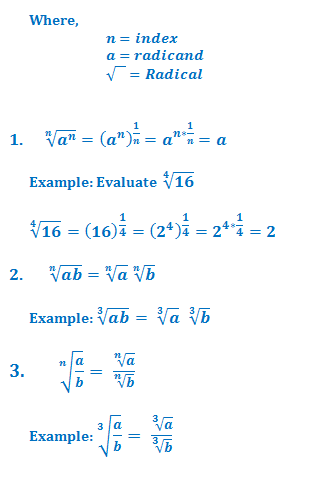 Where,
n = index
a = radicand
√ = Radical
1. ⁿ√aⁿ = (aⁿ)^(1/n) = a^(n*1/n) = a
Example: Evaluate ⁴√16
⁴√16 = (16)^(1/4) = (2⁴)^(1/4) = 2^(4*1/4) = 2
2. ⁿ√ab = ⁿ√a ⁿ√b
Example: ³√ab = ³√a ³√b
3. ⁿ√(a/b) = ⁿ√a / ⁿ√b
Example: ³√(a/b) = ³√a / ³√b